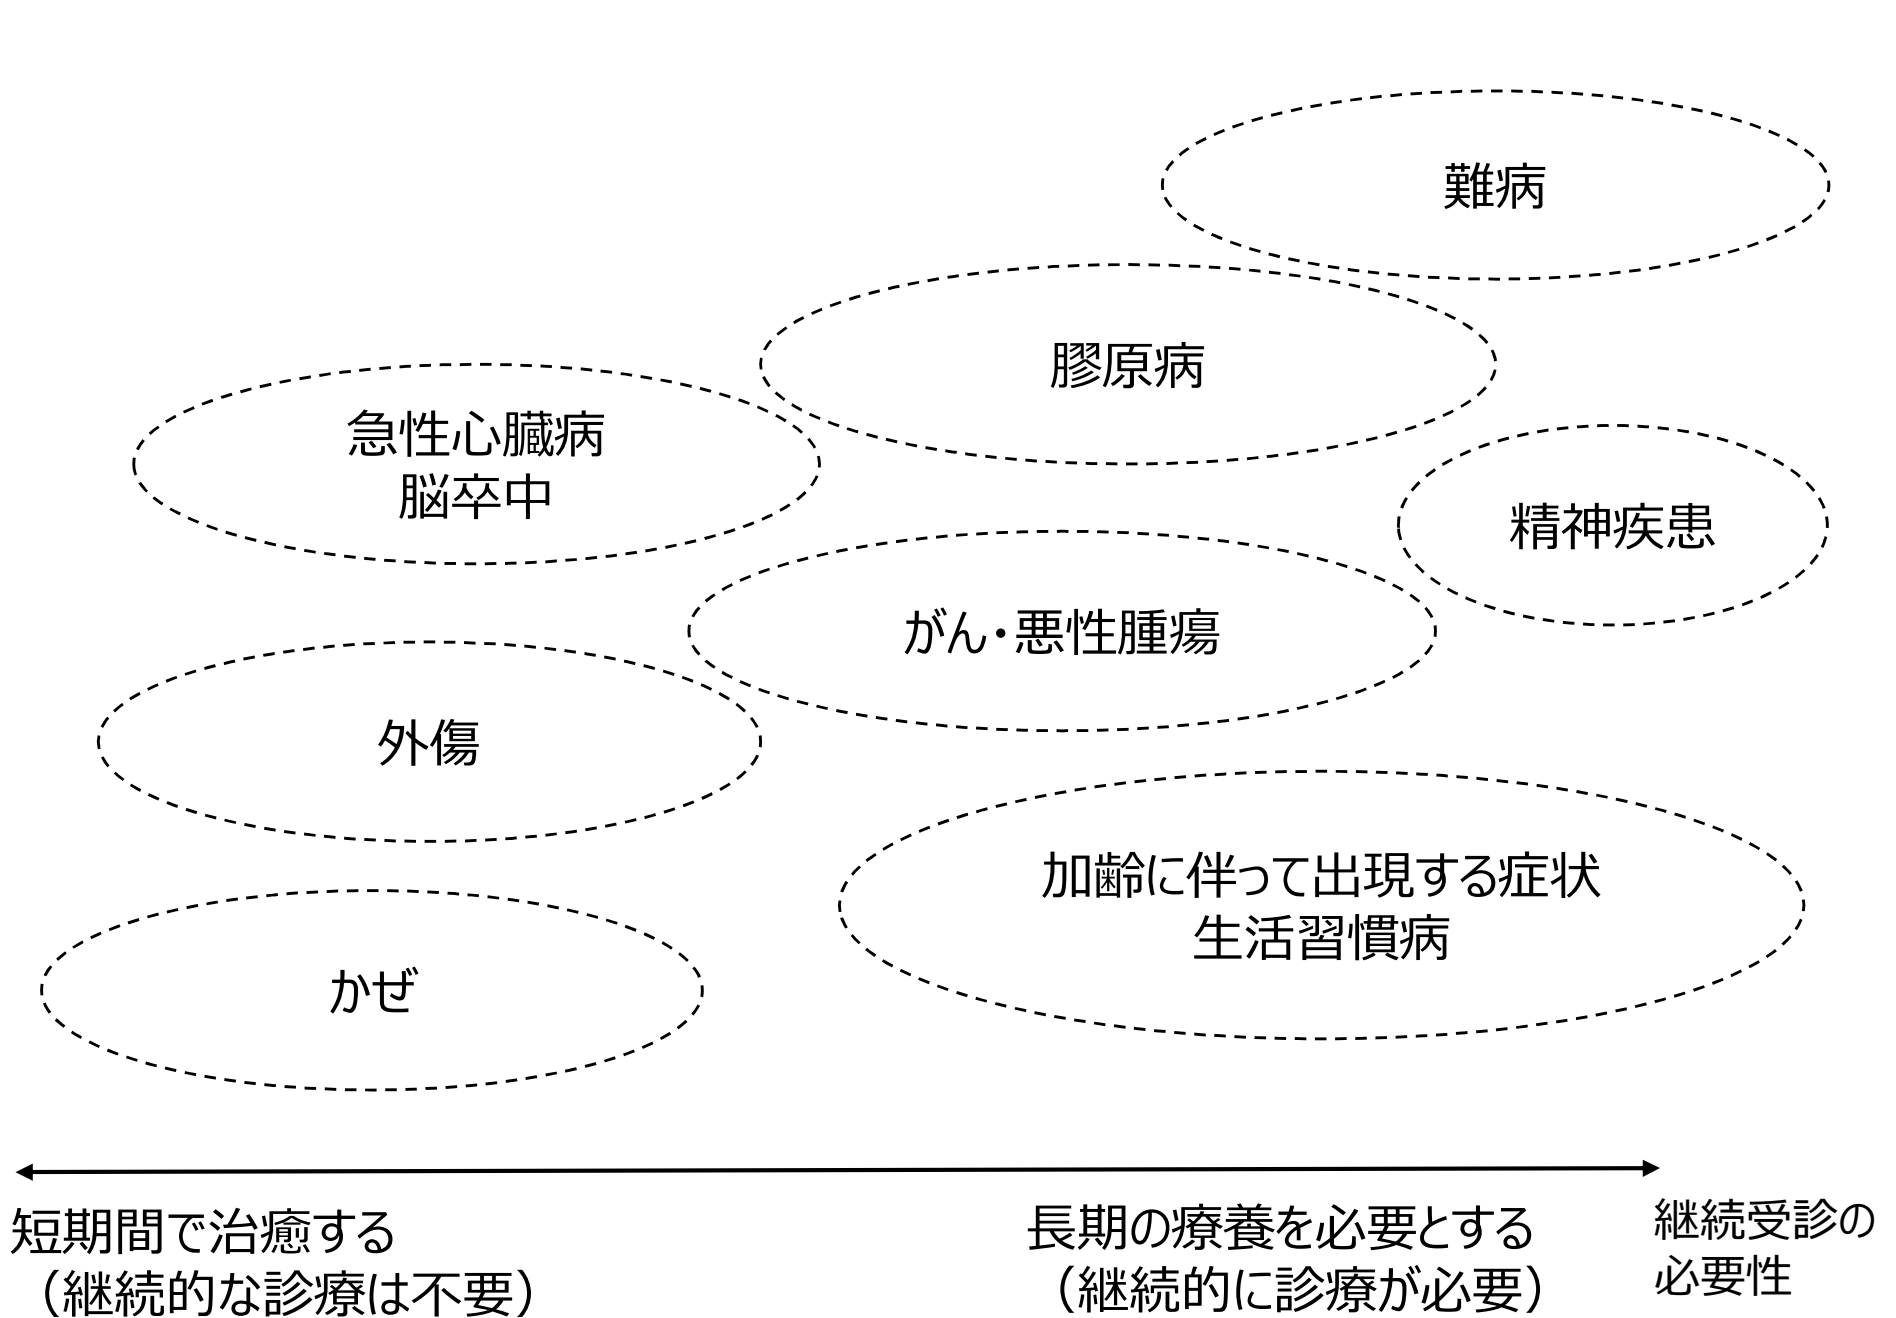 難病
膠原病
急性心臓病
脳卒中
精神疾患
がん・悪性腫瘍
外傷
加齢に伴って出現する症状
生活習慣病
かぜ
短期間で治癒する
（継続的な診療は不要）
長期の療養を必要とする
（継続的に診療が必要）
継続受診の
必要性